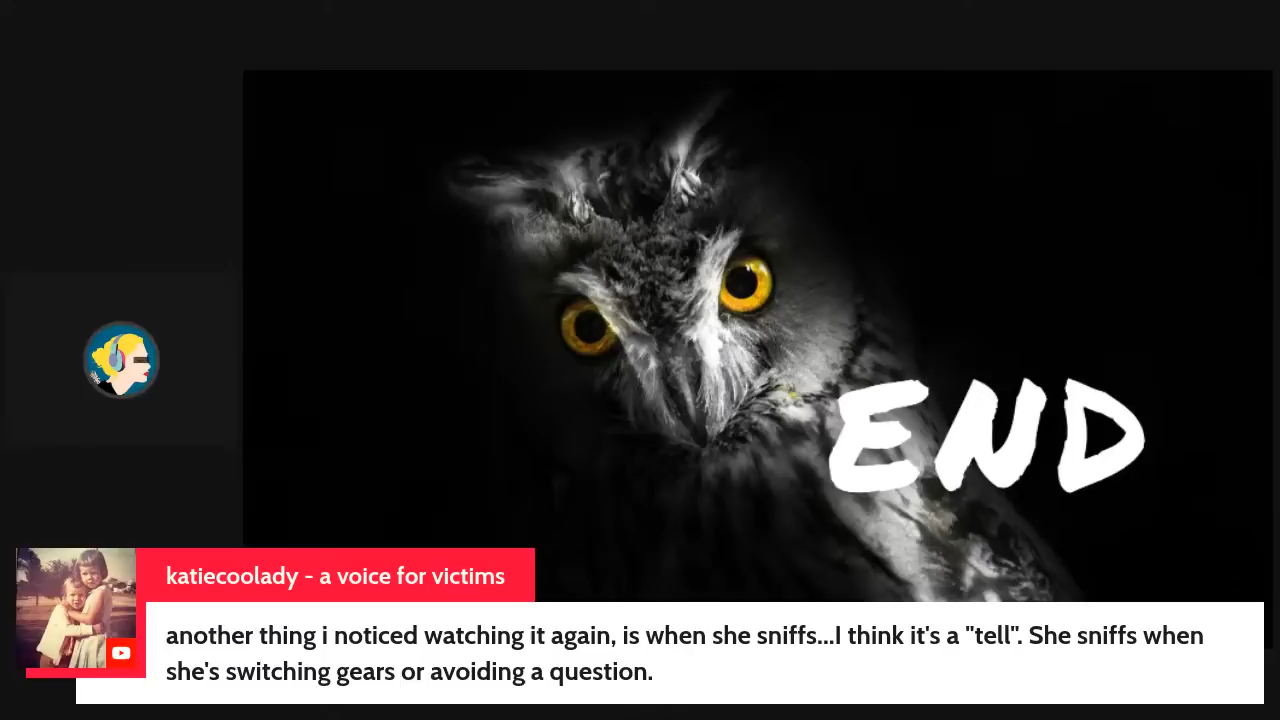 END
katiecoolady - a voice for victims
another thing i noticed watching it again, is when she sniffs...I think it's a "tell". She sniffs when
she's switching gears or avoiding a question.